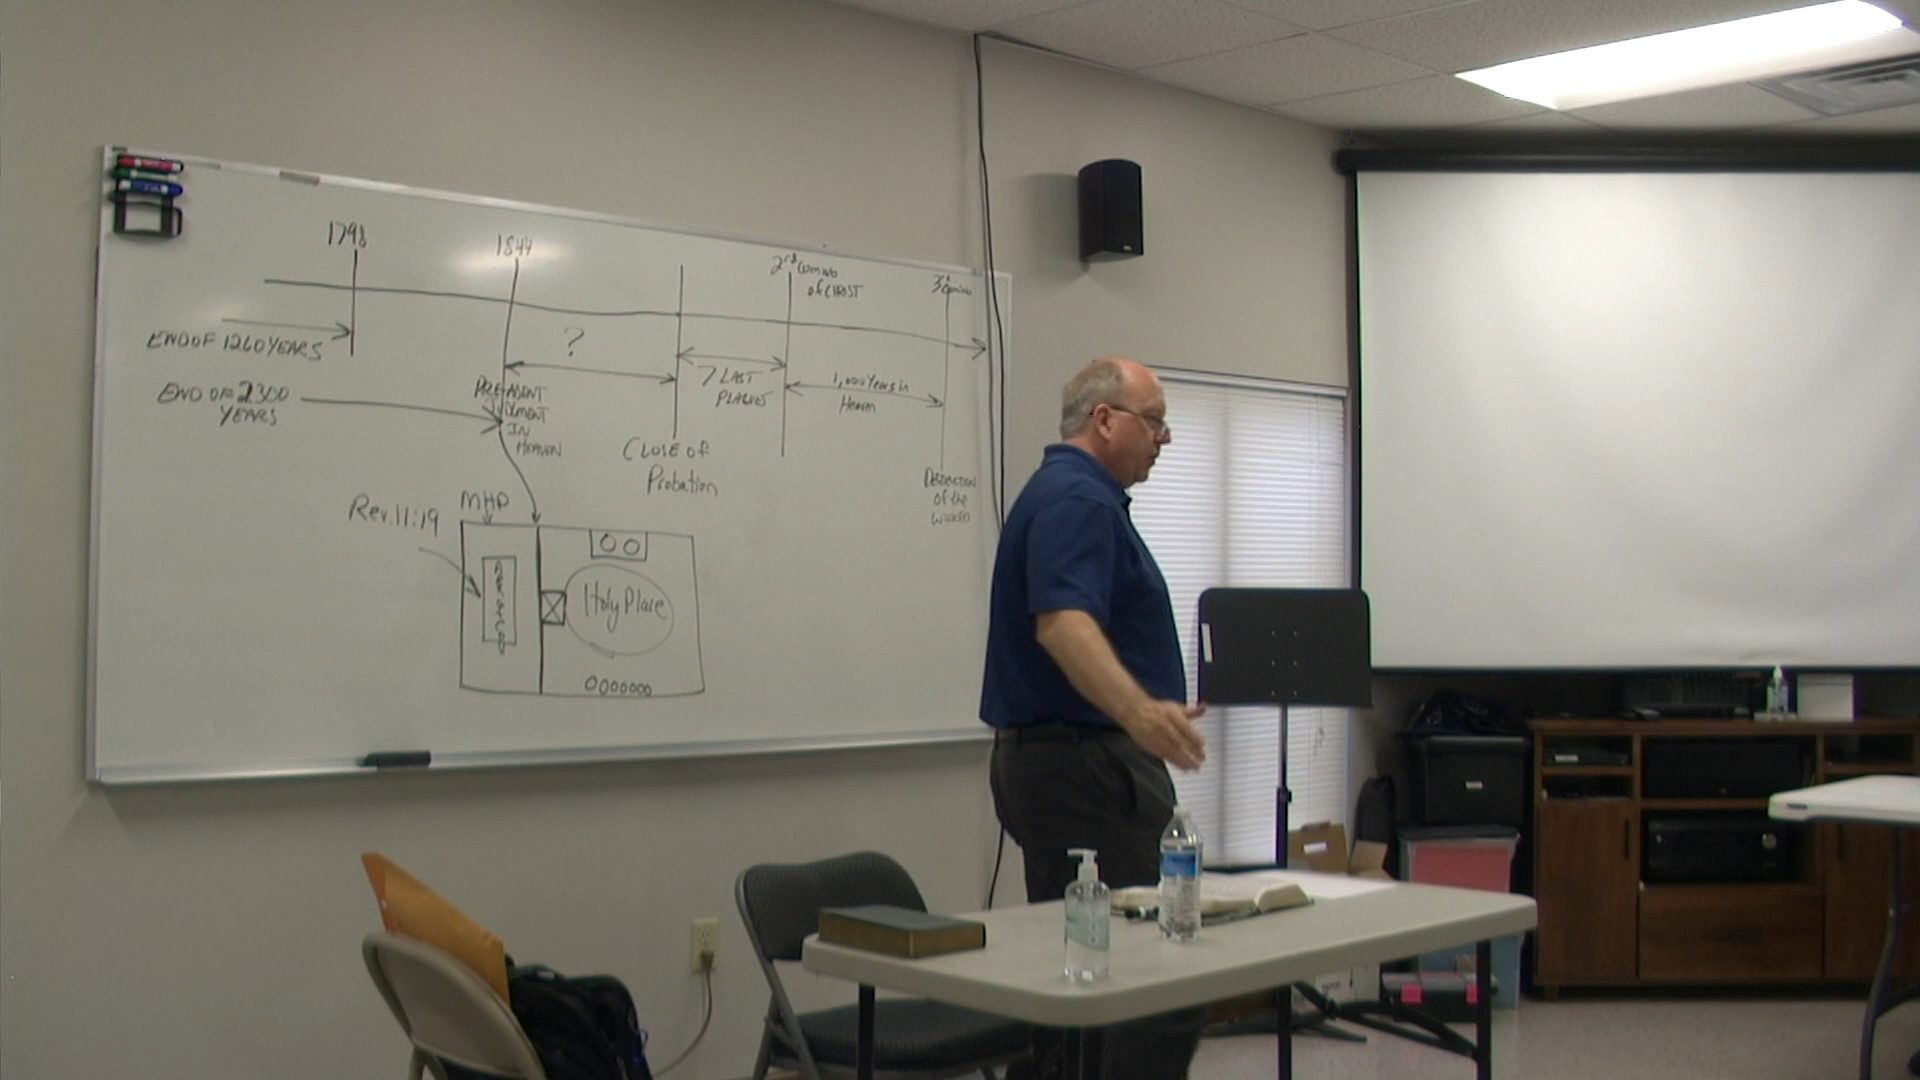 1798
1844
2nd Coming
of CHRIST
3rd Coming
END OF 1260 YEARS
?
END OF 2300
YEARS
PRE-ADVENT
JUDMENT
IN
HEAVEN
7 LAST
PLAGUES
1,000 Years in
Heaven
CLOSE of
Probation
DESTRUCTION
of the
WICKED
Rev. 11:19
MHP
Holy Place